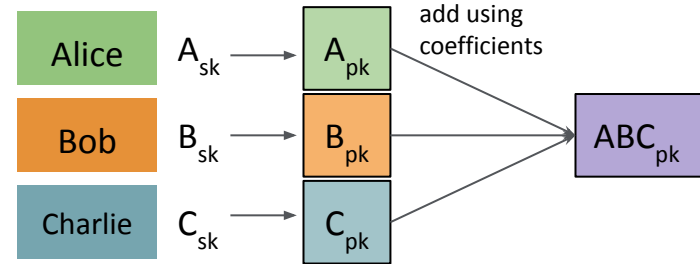 add using
coefficients
Alice A_sk A_pk
Bob B_sk B_pk ABC_pk
Charlie C_sk C_pk